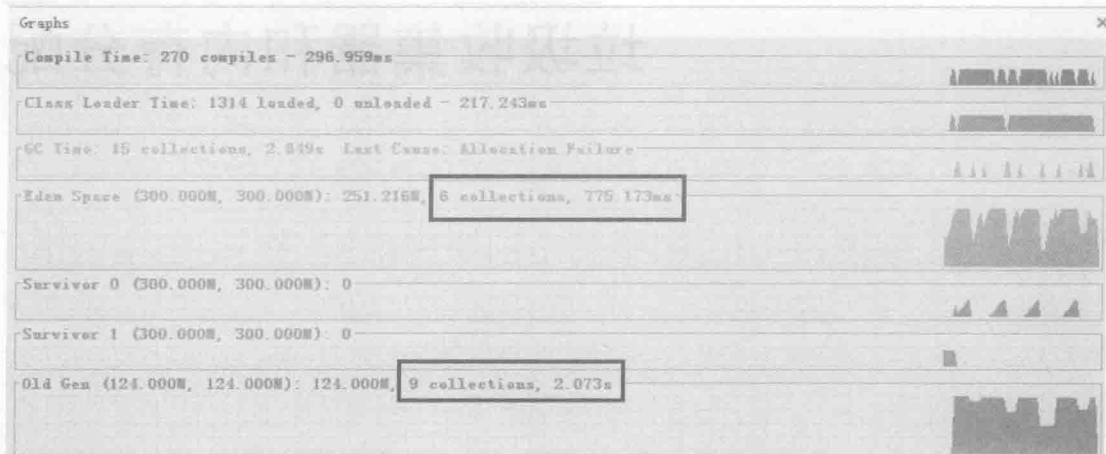 Graphs
Compile Time: 270 compiles - 296.959ms
Class Loader Time: 1314 loaded, 0 unloaded - 217.243ms
GC Time: 15 collections, 2.849s Last Cause: Allocation Failure
Eden Space (300.000M, 300.000M): 251.216M, 6 collections, 775.173ms
Survivor 0 (300.000M, 300.000M): 0
Survivor 1 (300.000M, 300.000M): 0
Old Gen (124.000M, 124.000M): 124.000M, 9 collections, 2.073s